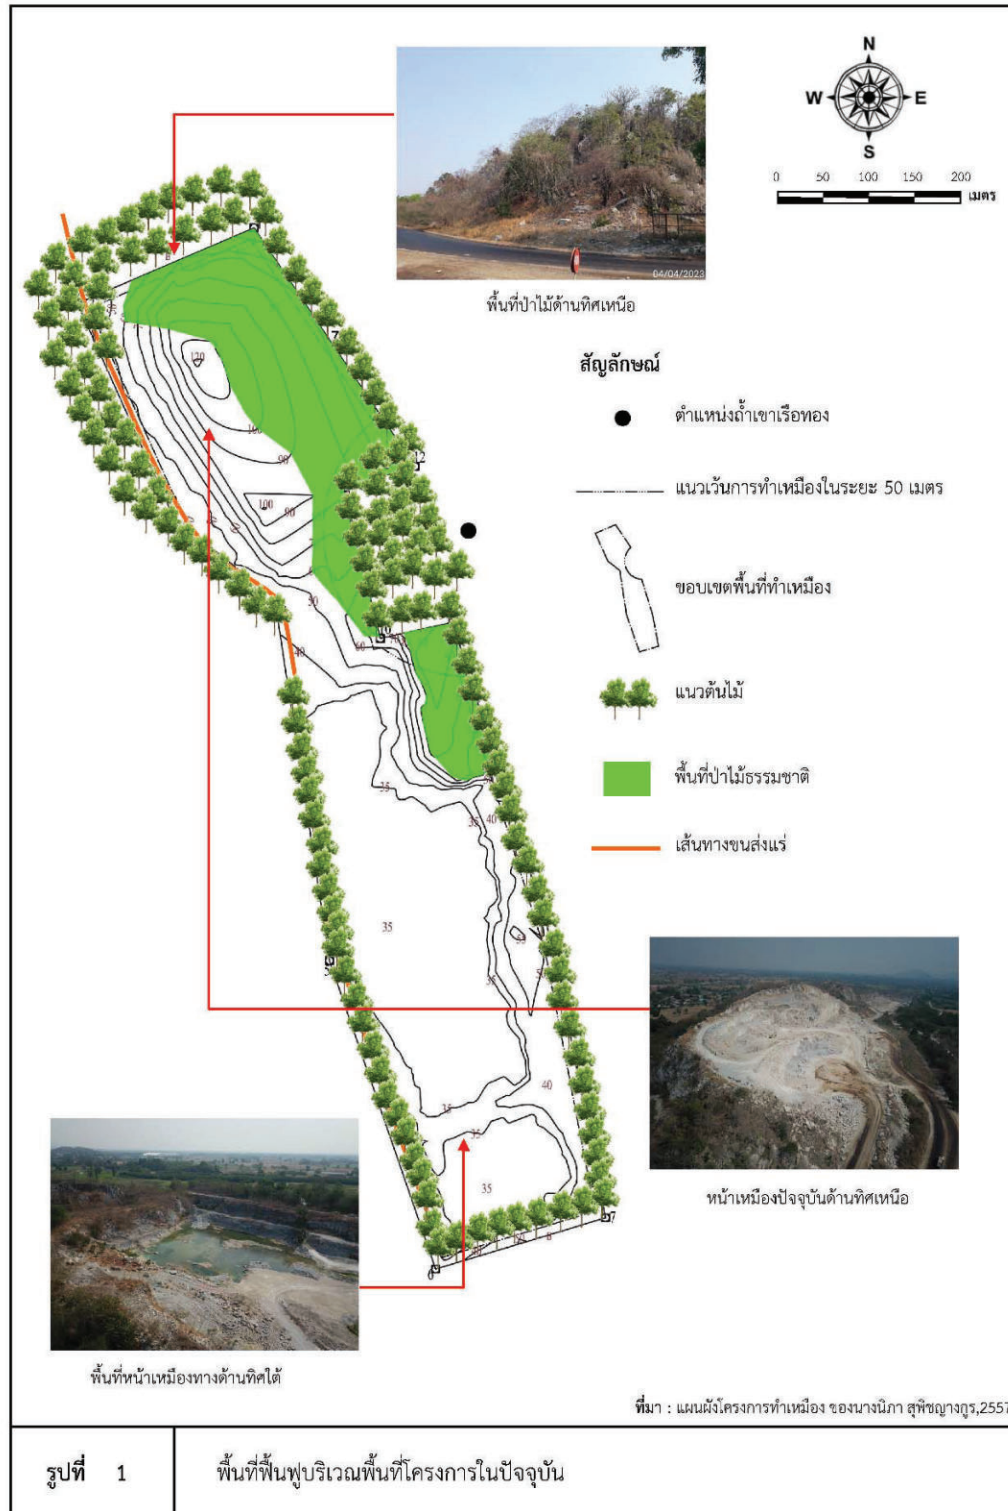 N
W E
S
0 50 100 150 200
เมตร
04/04/2023
พื้นที่ป่าไม้ด้านทิศเหนือ
สัญลักษณ์
ตำแหน่งถ้ำเขาเรือทอง
แนวเว้นการทำเหมืองในระยะ 50 เมตร
ขอบเขตพื้นที่ทำเหมือง
แนวต้นไม้
พื้นที่ป่าไม้ธรรมชาติ
เส้นทางขนส่งแร่
7
120
100
90
12
100
90
50
60
40
35
35
40
35
35
40
35
35
35
7
6
หน้าเหมืองปัจจุบันด้านทิศเหนือ
พื้นที่หน้าเหมืองทางด้านทิศใต้
ที่มา : แผนผังโครงการทำเหมือง ของนางนิภา สุพิชญางกูร,2557
รูปที่ 1 พื้นที่ฟื้นฟูบริเวณพื้นที่โครงการในปัจจุบัน